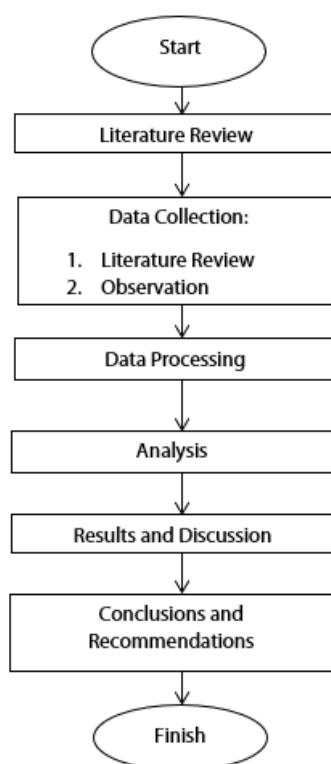 Start
Literature Review
Data Collection:
1. Literature Review
2. Observation
Data Processing
Analysis
Results and Discussion
Conclusions and
Recommendations
Finish